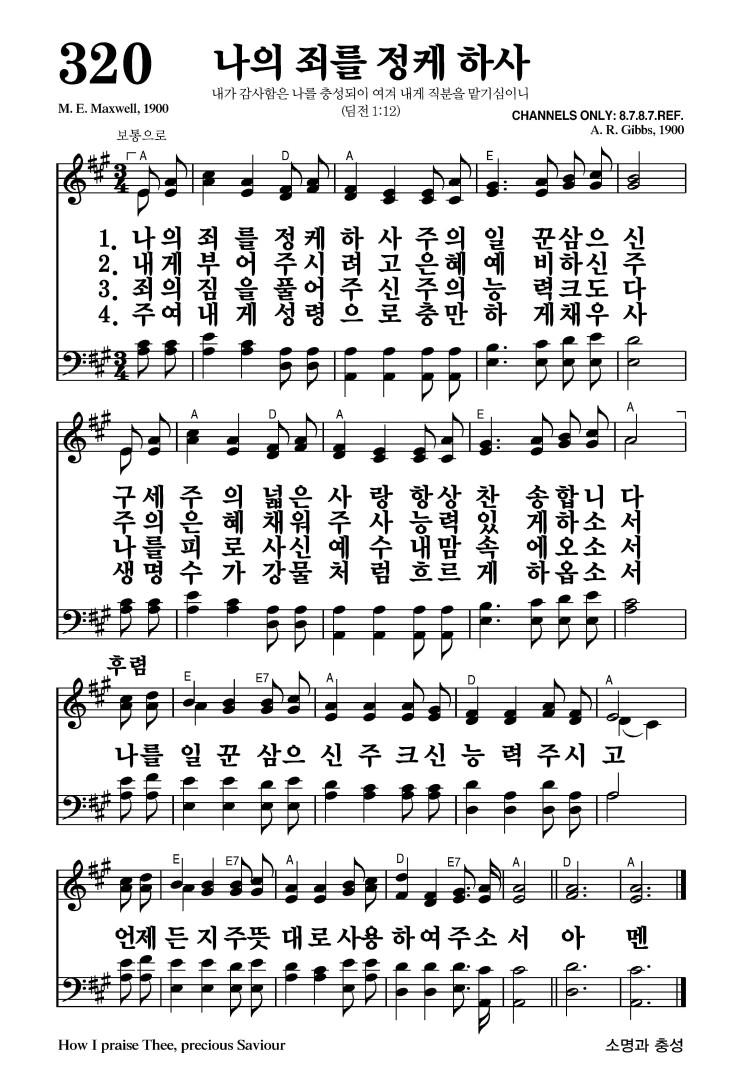 320
나의 죄를 정케 하사
내가 감사함은 나를 충성되이 여겨 내게 직분을 맡기심이니
(딤전 1:12)
M. E. Maxwell, 1900
CHANNELS ONLY: 8.7.8.7.REF.
A. R. Gibbs, 1900
보통으로
A D A E
1. 나의 죄 를 정케 하 사 주의 일 꾼삼으 신
2. 내게 부 어 주시 려 고 은혜 예 비하신 주
3. 죄의 짐 을 풀어 주 신 주의 능 력크도 다
4. 주여 내 게 성령 으 로 충만 하 게채우 사
A D A E A
구세 주 의 넓은 사 랑 항상 찬 송합니 다
주의 은 혜 채워 주 사 능력 있 게하소 서
나를 피 로 사신 예 수 내맘 속 에오소 서
생명 수 가 강물 처 럼 흐르 게 하옵소 서
후렴
E E7 A D A
나를 일 꾼 삼으 신 주 크신 능 력 주시 고
E E7 A D E7 A D A
언제 든 지 주뜻 대 로 사용 하 여 주소 서 아 멘
How I praise Thee, precious Saviour
소명과 충성